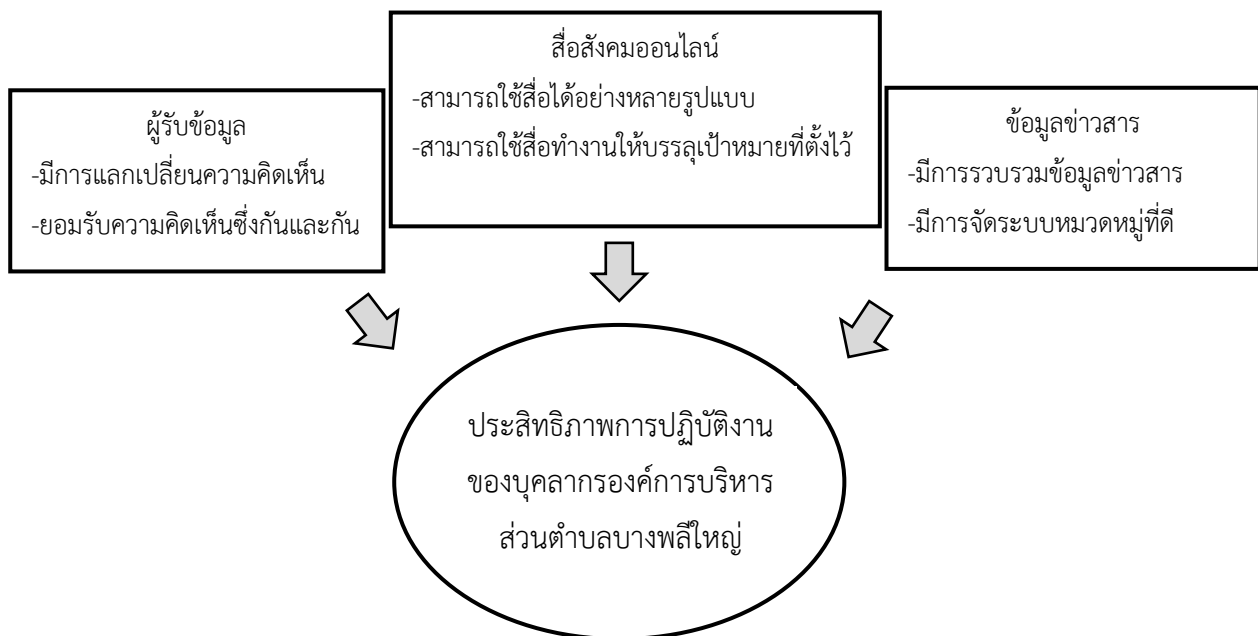 สื่อสังคมออนไลน์
-สามารถใช้สื่อได้อย่างหลายรูปแบบ
-สามารถใช้สื่อทำงานให้บรรลุเป้าหมายที่ตั้งไว้
ผู้รับข้อมูล
-มีการแลกเปลี่ยนความคิดเห็น
-ยอมรับความคิดเห็นซึ่งกันและกัน
ข้อมูลข่าวสาร
-มีการรวบรวมข้อมูลข่าวสาร
-มีการจัดระบบหมวดหมู่ที่ดี
ประสิทธิภาพการปฏิบัติงาน
ของบุคลากรองค์การบริหาร
ส่วนตำบลบางพลีใหญ่